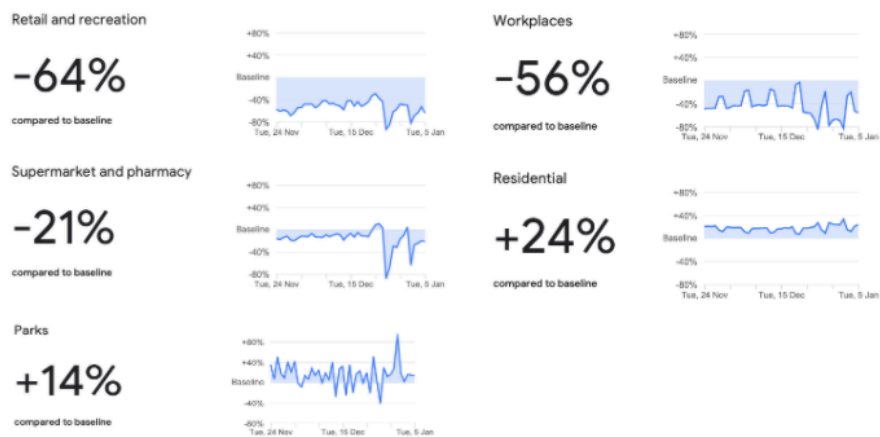 Retail and recreation
-64%
compared to baseline
+80%
+40%
Baseline
-40%
-80%
Tue, 24 Nov Tue, 15 Dec Tue, 5 Jan
Supermarket and pharmacy
-21%
compared to baseline
+80%
+40%
Baseline
-40%
-80%
Tue, 24 Nov Tue, 15 Dec Tue, 5 Jan
Parks
+14%
compared to baseline
+80%
+40%
Baseline
-40%
-80%
Tue, 24 Nov Tue, 15 Dec Tue, 5 Jan
Workplaces
-56%
compared to baseline
+80%
+40%
Baseline
-40%
-80%
Tue, 24 Nov Tue, 15 Dec Tue, 5 Jan
Residential
+24%
compared to baseline
+80%
+40%
Baseline
-40%
-80%
Tue, 24 Nov Tue, 15 Dec Tue, 5 Jan